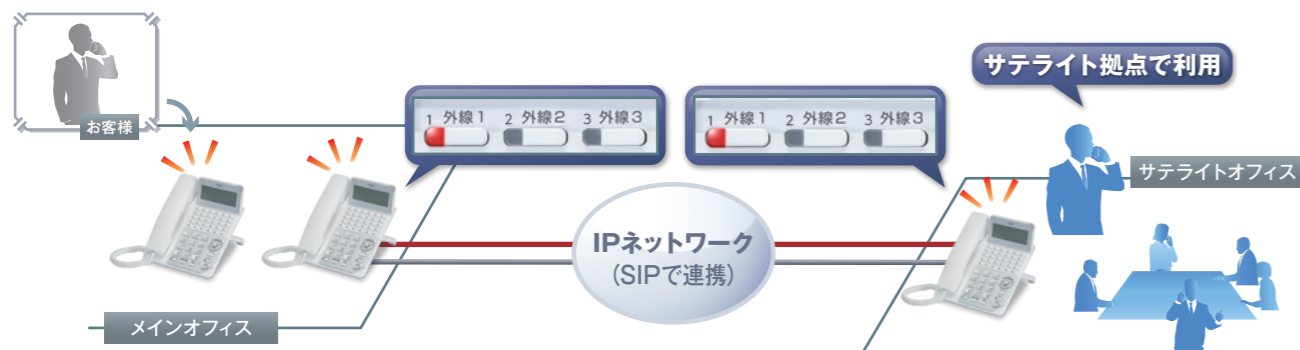 お客様
1 外線1 2 外線2 3 外線3
1 外線1 2 外線2 3 外線3
サテライト拠点で利用
サテライトオフィス
IPネットワーク
(SIPで連携)
メインオフィス